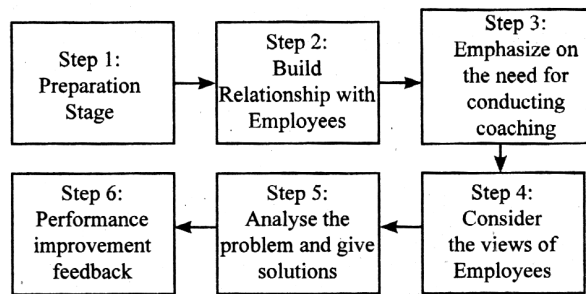 Step 1:
Preparation
Stage
Step 2:
Build
Relationship with
Employees
Step 3:
Emphasize on
the need for
conducting
coaching
Step 4:
Consider
the views of
Employees
Step 5:
Analyse the
problem and give
solutions
Step 6:
Performance
improvement
feedback